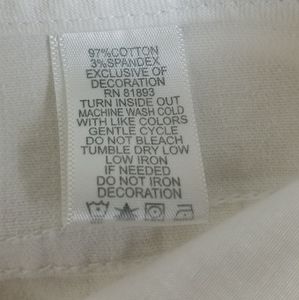 97%COTTON
3%SPANDEX
EXCLUSIVE OF
DECORATION
RN 81893
TURN INSIDE OUT
MACHINE WASH COLD
WITH LIKE COLORS
GENTLE CYCLE
DO NOT BLEACH
TUMBLE DRY LOW
LOW IRON
IF NEEDED
DO NOT IRON
DECORATION